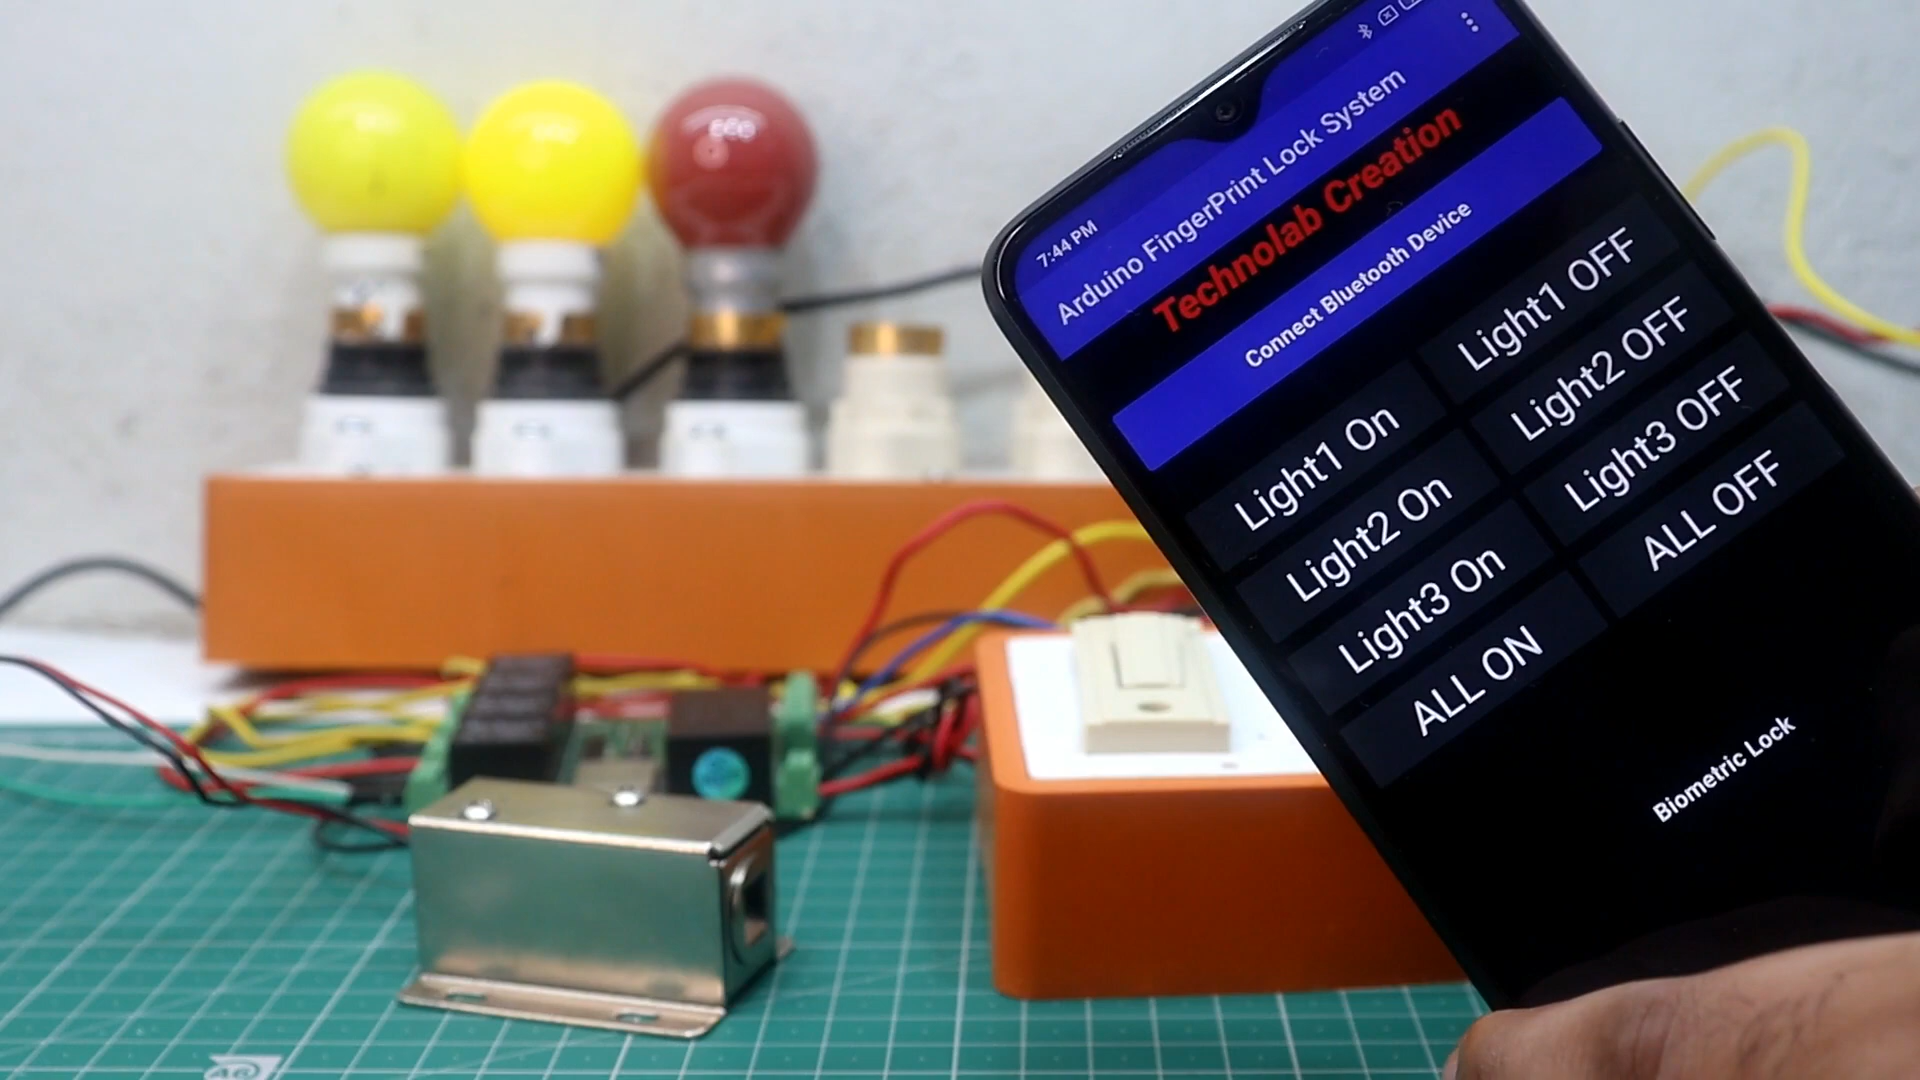 7:44 PM
Arduino FingerPrint Lock System
Technolab Creation
Connect Bluetooth Device
Light1 On
Light1 OFF
Light2 On
Light2 OFF
Light3 On
Light3 OFF
ALL ON
ALL OFF
Biometric Lock